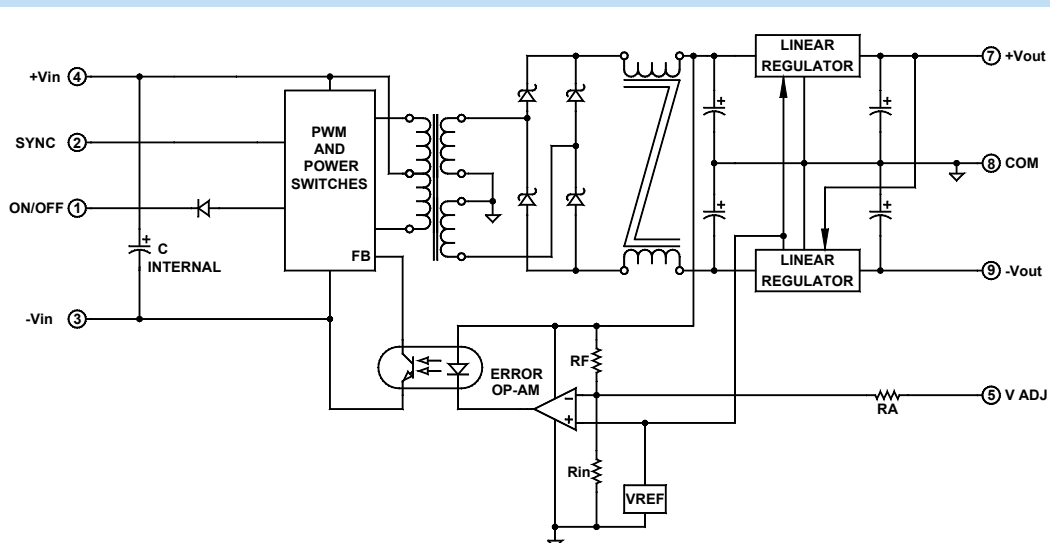 LINEAR
REGULATOR
7 +Vout
+Vin 4
+
+
PWM
AND
POWER
SWITCHES
SYNC 2
8 COM
ON/OFF 1
+
+
+
C
INTERNAL
FB
LINEAR
REGULATOR
9 -Vout
-Vin 3
RF
ERROR
OP-AM
–
+
RA
5 V ADJ
Rin
VREF